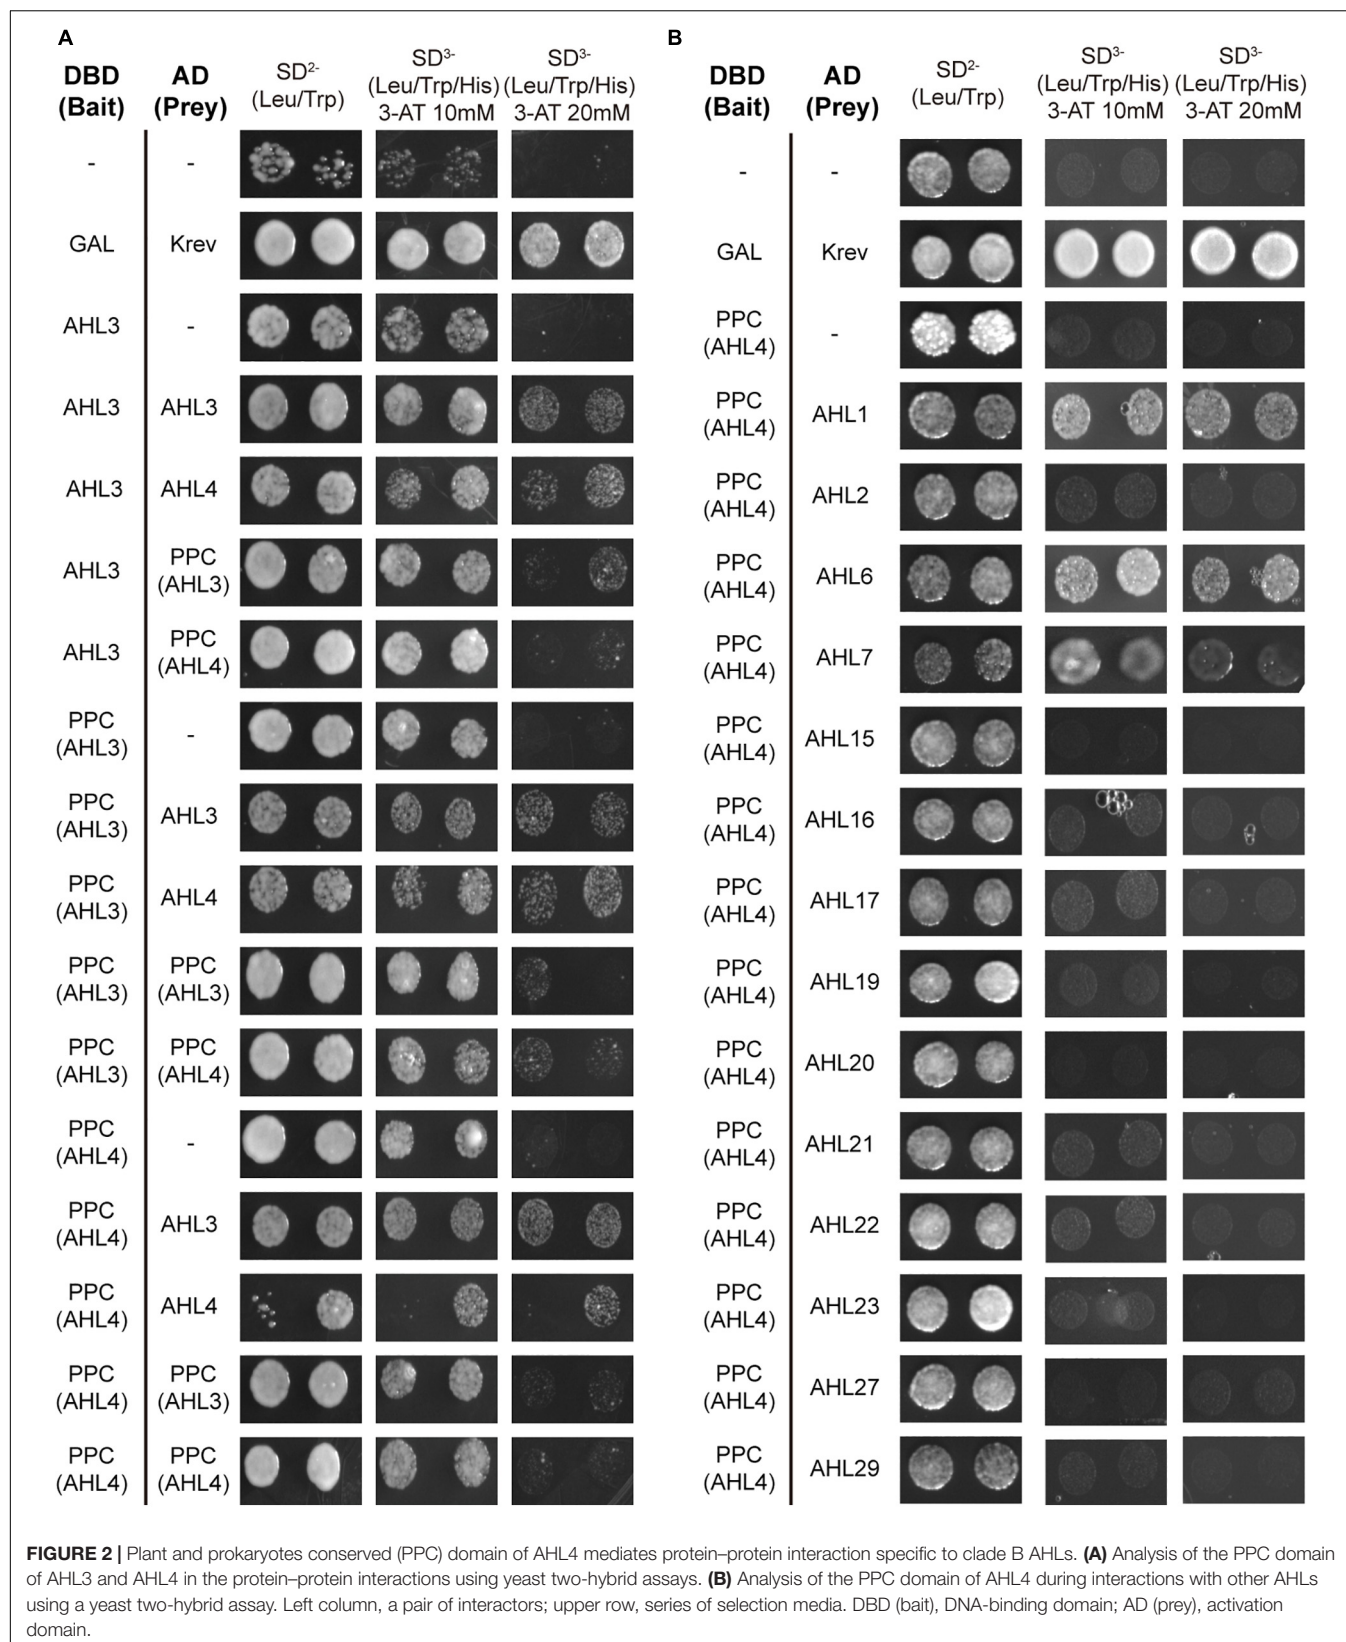 A
DBD (Bait) AD (Prey) SD2- (Leu/Trp) SD3- (Leu/Trp/His) 3-AT 10mM SD3- (Leu/Trp/His) 3-AT 20mM
- -
GAL Krev
AHL3 -
AHL3 AHL3
AHL3 AHL4
AHL3 PPC (AHL3)
AHL3 PPC (AHL4)
PPC (AHL3) -
PPC (AHL3) AHL3
PPC (AHL3) AHL4
PPC (AHL3) PPC (AHL3)
PPC (AHL3) PPC (AHL4)
PPC (AHL4) -
PPC (AHL4) AHL3
PPC (AHL4) AHL4
PPC (AHL4) PPC (AHL3)
PPC (AHL4) PPC (AHL4)
B
DBD (Bait) AD (Prey) SD2- (Leu/Trp) SD3- (Leu/Trp/His) 3-AT 10mM SD3- (Leu/Trp/His) 3-AT 20mM
- -
GAL Krev
PPC (AHL4) -
PPC (AHL4) AHL1
PPC (AHL4) AHL2
PPC (AHL4) AHL6
PPC (AHL4) AHL7
PPC (AHL4) AHL15
PPC (AHL4) AHL16
PPC (AHL4) AHL17
PPC (AHL4) AHL19
PPC (AHL4) AHL20
PPC (AHL4) AHL21
PPC (AHL4) AHL22
PPC (AHL4) AHL23
PPC (AHL4) AHL27
PPC (AHL4) AHL29
FIGURE 2 | Plant and prokaryotes conserved (PPC) domain of AHL4 mediates protein–protein interaction specific to clade B AHLs. (A) Analysis of the PPC domain
of AHL3 and AHL4 in the protein–protein interactions using yeast two-hybrid assays. (B) Analysis of the PPC domain of AHL4 during interactions with other AHLs
using a yeast two-hybrid assay. Left column, a pair of interactors; upper row, series of selection media. DBD (bait), DNA-binding domain; AD (prey), activation
domain.